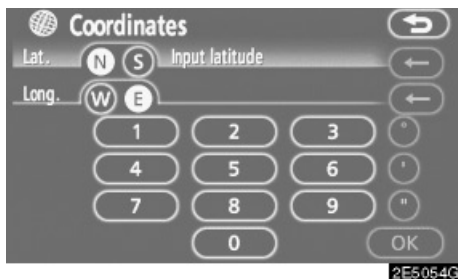 Coordinates
Lat. N S Input latitude ←
Long. W E ←
1 2 3 °
4 5 6 '
7 8 9 "
0 OK
2E5054G